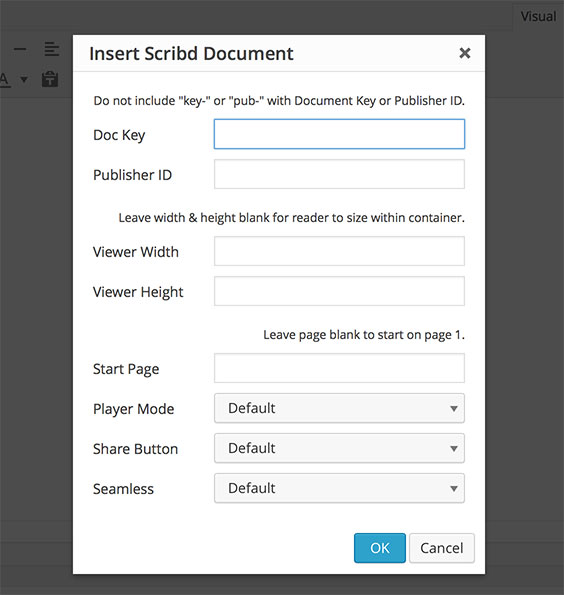 Visual
Insert Scribd Document
Do not include "key-" or "pub-" with Document Key or Publisher ID.
Doc Key
Publisher ID
Leave width & height blank for reader to size within container.
Viewer Width
Viewer Height
Leave page blank to start on page 1.
Start Page
Player Mode Default
Share Button Default
Seamless Default
OK Cancel